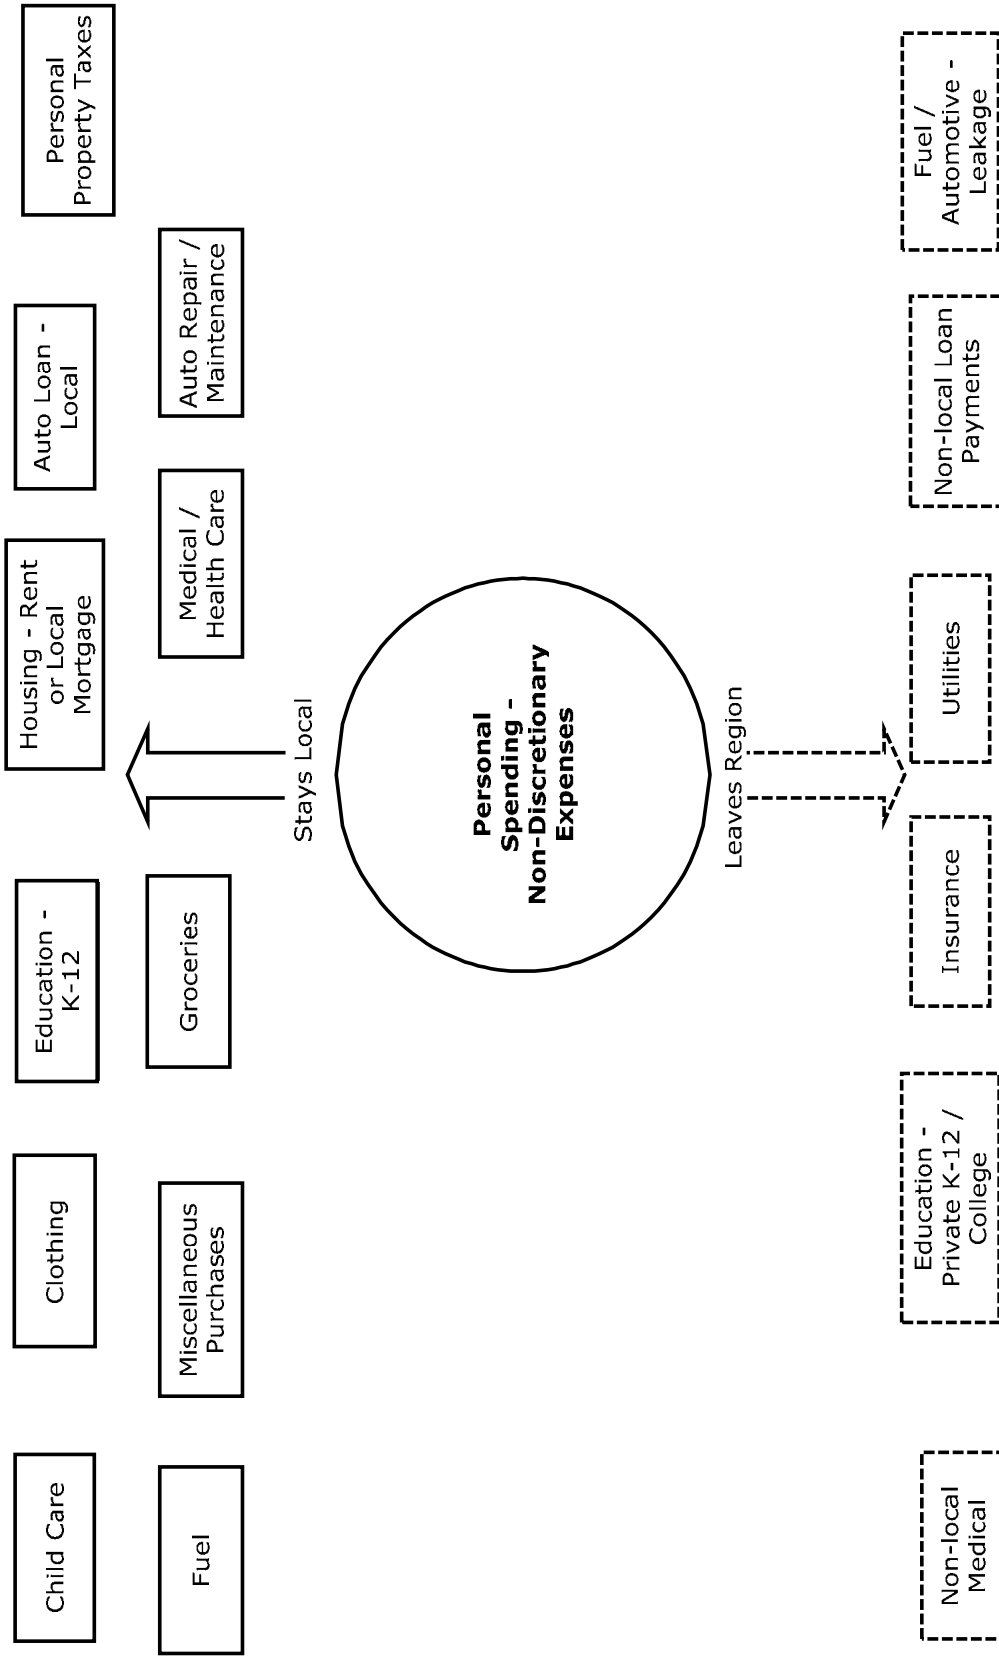 Child Care
Clothing
Education -
K-12
Housing - Rent
or Local
Mortgage
Auto Loan -
Local
Personal
Property Taxes
Fuel
Miscellaneous
Purchases
Groceries
Medical /
Health Care
Auto Repair /
Maintenance
Stays Local
Personal
Spending –
Non-Discretionary
Expenses
Leaves Region
Non-local
Medical
Education -
Private K-12 /
College
Insurance
Utilities
Non-local Loan
Payments
Fuel /
Automotive -
Leakage